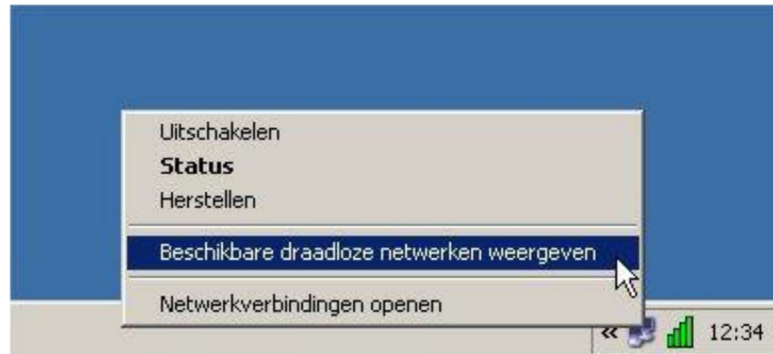 Uitschakelen
Status
Herstellen
Beschikbare draadloze netwerken weergeven
Netwerkverbindingen openen
« 12:34